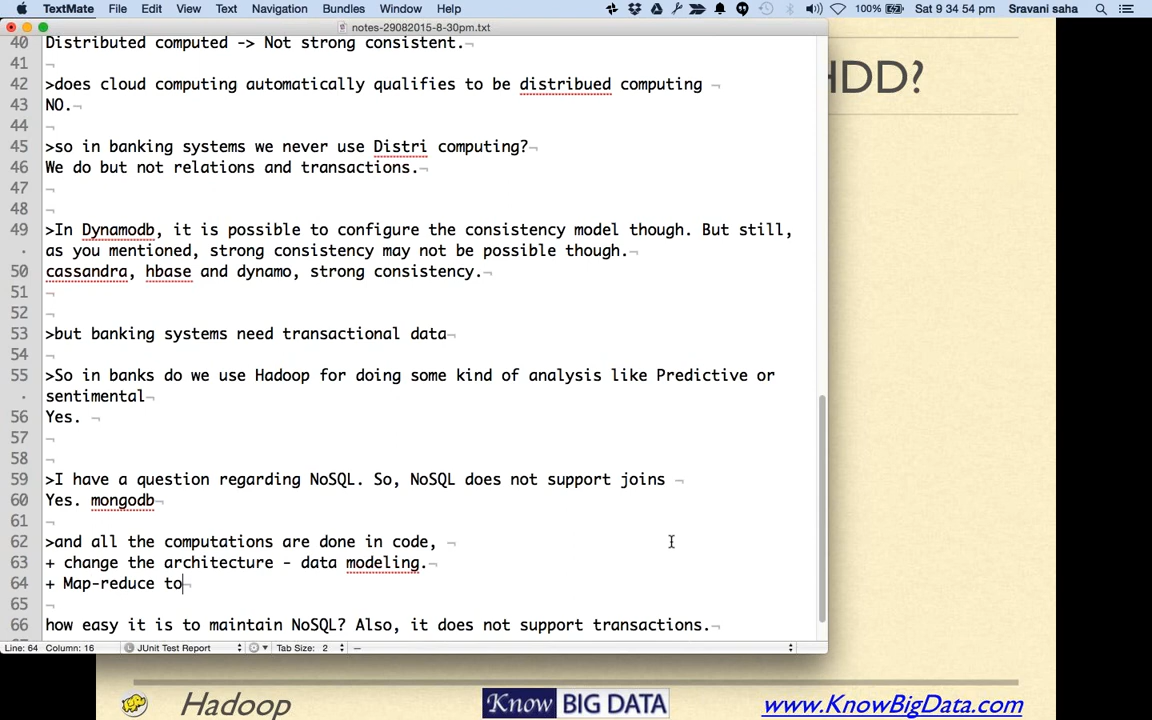 TextMate File Edit View Navigation Text Bundles Window Help 100% Sat 9 34 54 pm Sravani saha
notes-29082015-8-30pm.txt
HDD?
40 Distributed computed -> Not strong consistent.¬
41 ¬
42 >does cloud computing automatically qualifies to be distribued computing ¬
43 NO.¬
44 ¬
45 >so in banking systems we never use Distri computing?¬
46 We do but not relations and transactions.¬
47 ¬
48 ¬
49 >In Dynamodb, it is possible to configure the consistency model though. But still,
· as you mentioned, strong consistency may not be possible though.¬
50 cassandra, hbase and dynamo, strong consistency.¬
51 ¬
52 ¬
53 >but banking systems need transactional data¬
54 ¬
55 >So in banks do we use Hadoop for doing some kind of analysis like Predictive or
· sentimental¬
56 Yes. ¬
57 ¬
58 ¬
59 >I have a question regarding NoSQL. So, NoSQL does not support joins ¬
60 Yes. mongodb¬
61 ¬
62 >and all the computations are done in code, ¬
63 + change the architecture - data modeling.¬
64 + Map-reduce to¬
65 ¬
66 how easy it is to maintain NoSQL? Also, it does not support transactions.¬
Line: 64 Column: 16 JUnit Test Report Tab Size: 2 —
Hadoop Know BIG DATA www.KnowBigData.com